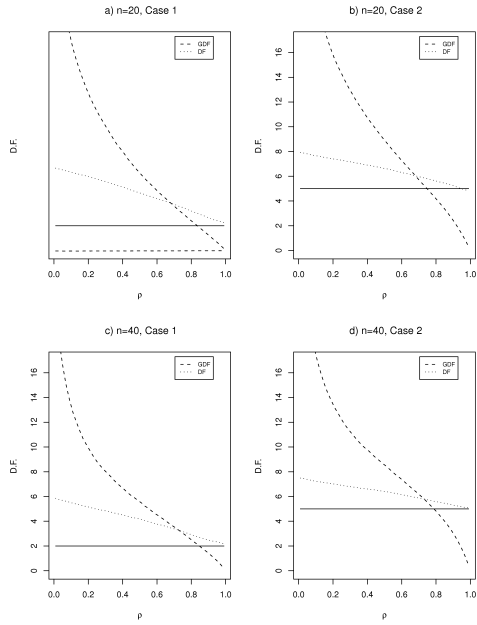 a) n=20, Case 1
b) n=20, Case 2
GDF
DF
GDF
DF
D.F.
D.F.
16
14
12
10
8
6
4
2
0
0.0 0.2 0.4 0.6 0.8 1.0
0.0 0.2 0.4 0.6 0.8 1.0
ρ
ρ
c) n=40, Case 1
d) n=40, Case 2
GDF
DF
GDF
DF
D.F.
D.F.
16
14
12
10
8
6
4
2
0
16
14
12
10
8
6
4
2
0
0.0 0.2 0.4 0.6 0.8 1.0
0.0 0.2 0.4 0.6 0.8 1.0
ρ
ρ